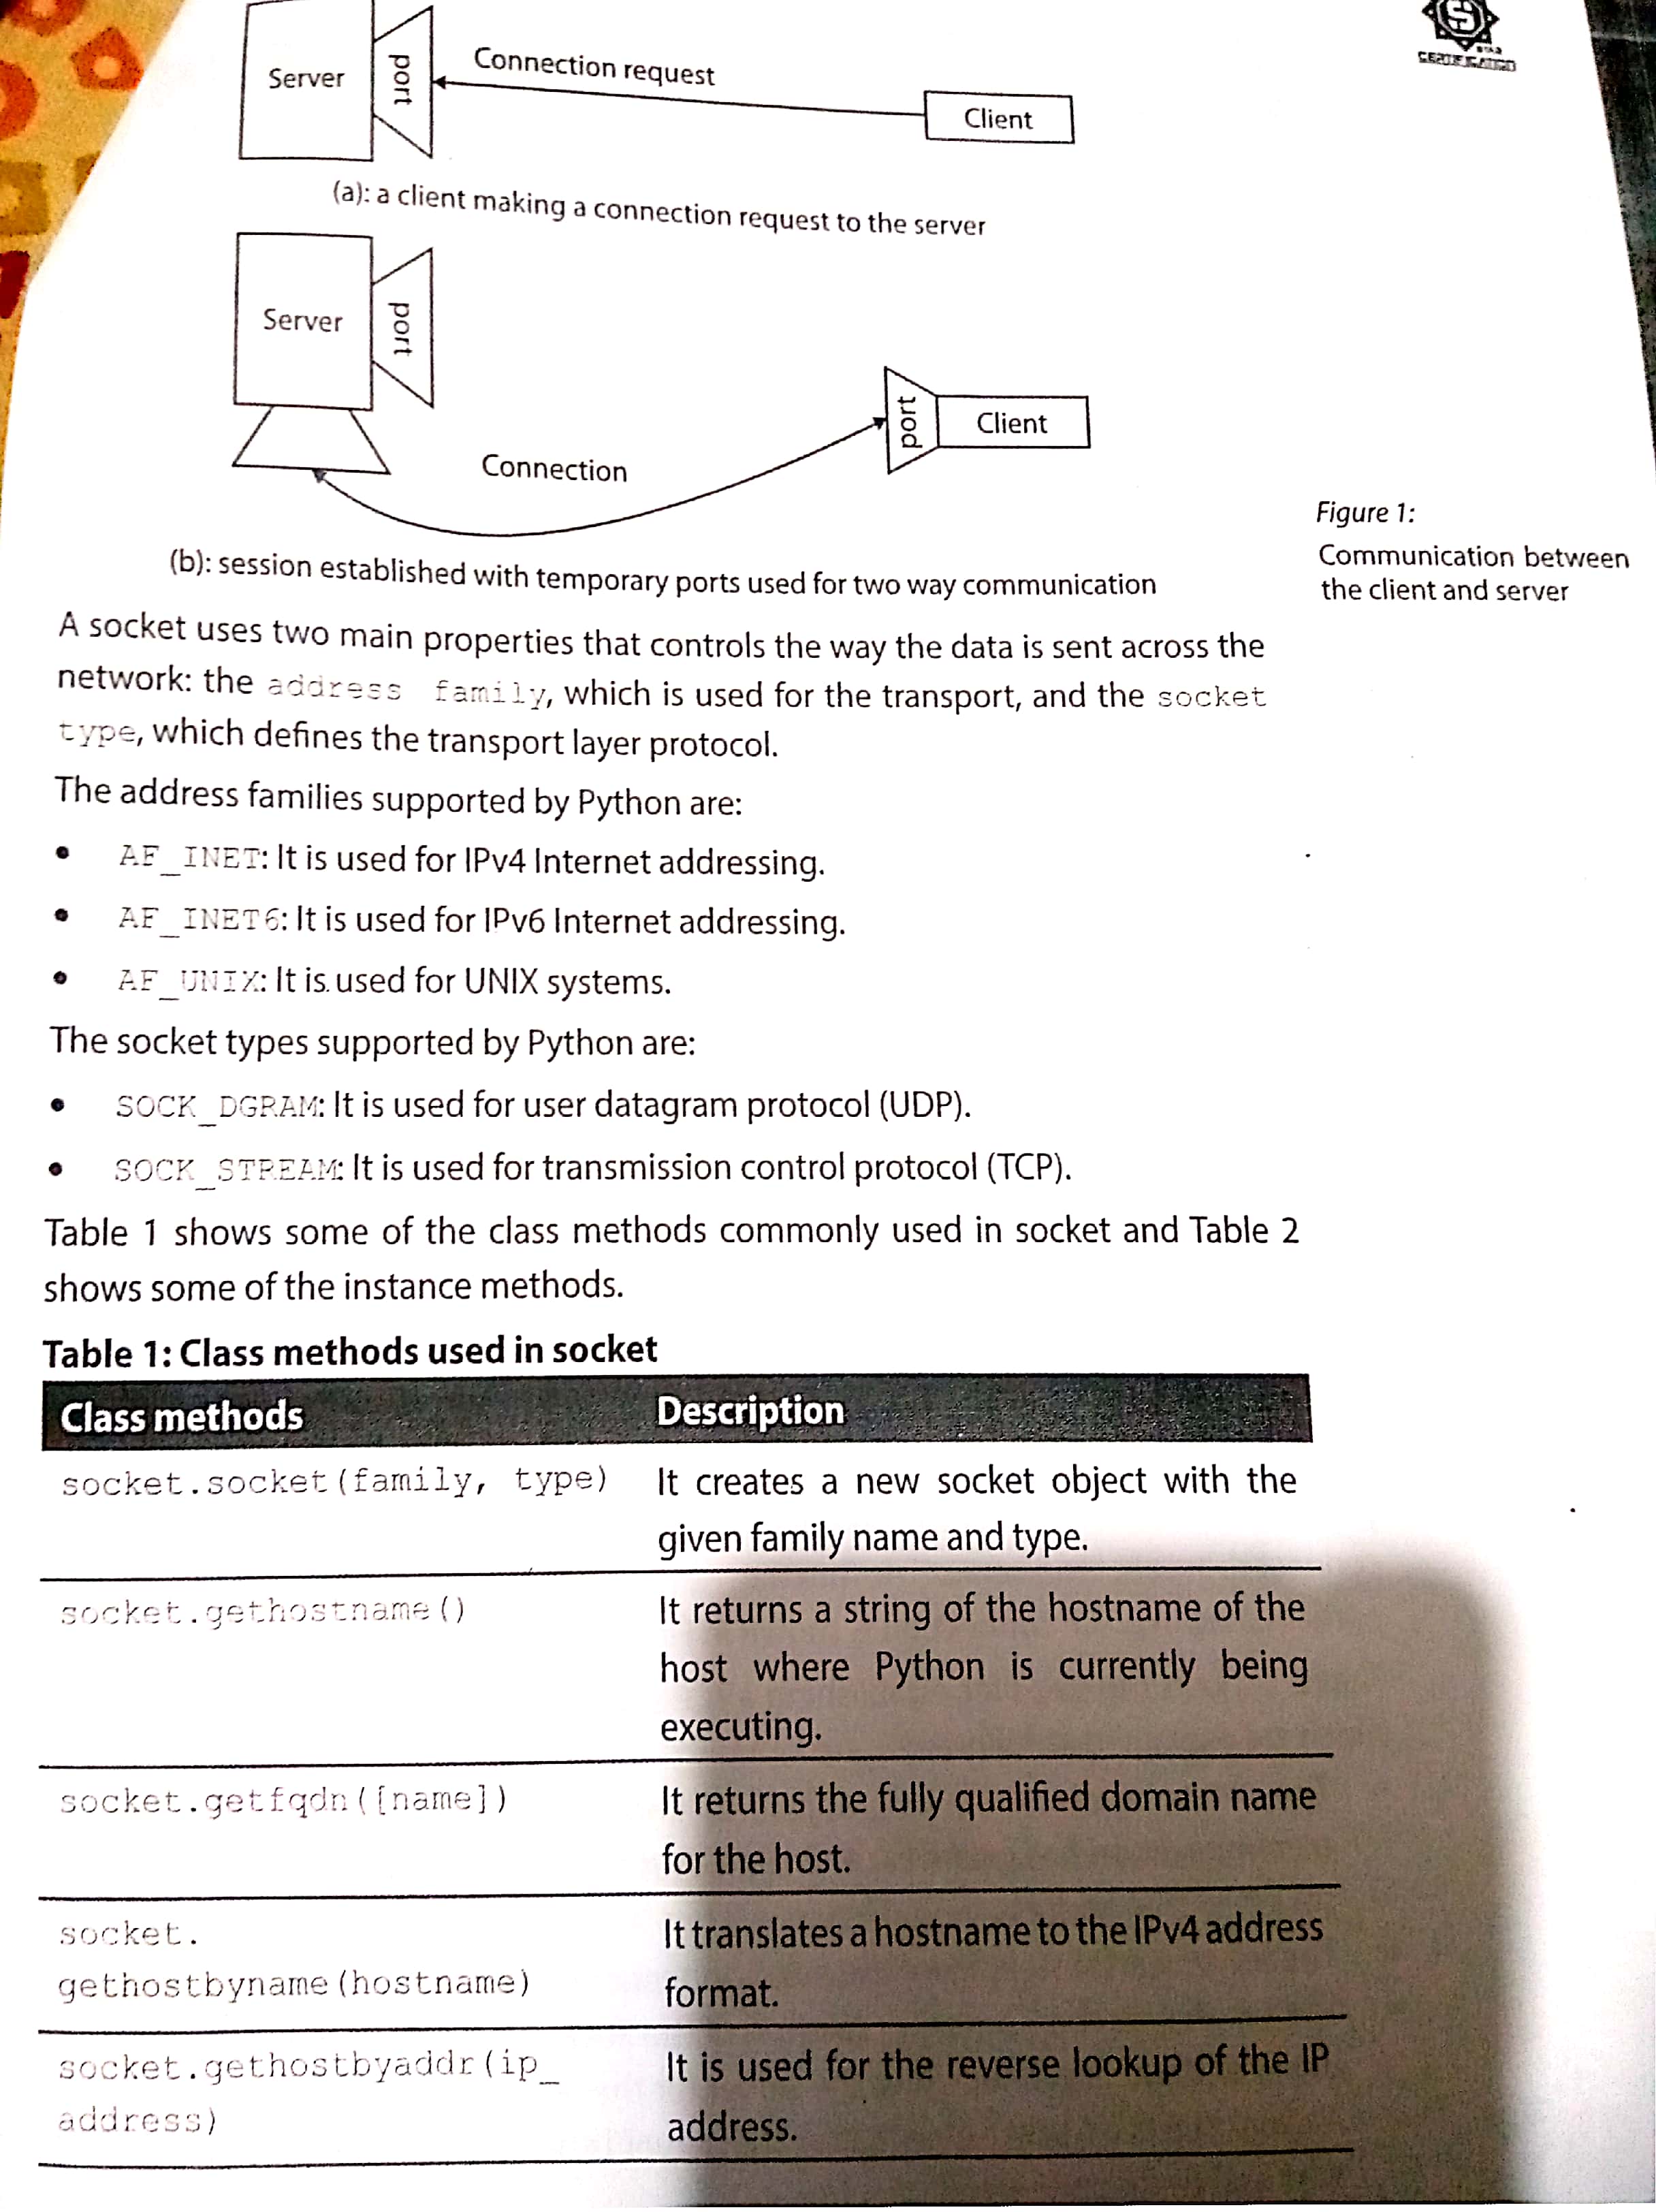 Server
port
Connection request
Client
(a): a client making a connection request to the server
Server
port
port
Client
Connection
(b): session established with temporary ports used for two way communication
Figure 1:
Communication between
the client and server
A socket uses two main properties that controls the way the data is sent across the
network: the address family, which is used for the transport, and the socket
type, which defines the transport layer protocol.
The address families supported by Python are:
• AF_INET: It is used for IPv4 Internet addressing.
• AF_INET6: It is used for IPv6 Internet addressing.
• AF_UNIX: It is used for UNIX systems.
The socket types supported by Python are:
• SOCK_DGRAM: It is used for user datagram protocol (UDP).
• SOCK_STREAM: It is used for transmission control protocol (TCP).
Table 1 shows some of the class methods commonly used in socket and Table 2
shows some of the instance methods.
Table 1: Class methods used in socket
Class methods Description
socket.socket(family, type) It creates a new socket object with the
given family name and type.
socket.gethostname() It returns a string of the hostname of the
host where Python is currently being
executing.
socket.getfqdn([name]) It returns the fully qualified domain name
for the host.
socket. It translates a hostname to the IPv4 address
gethostbyname(hostname) format.
socket.gethostbyaddr(ip_ It is used for the reverse lookup of the IP
address) address.